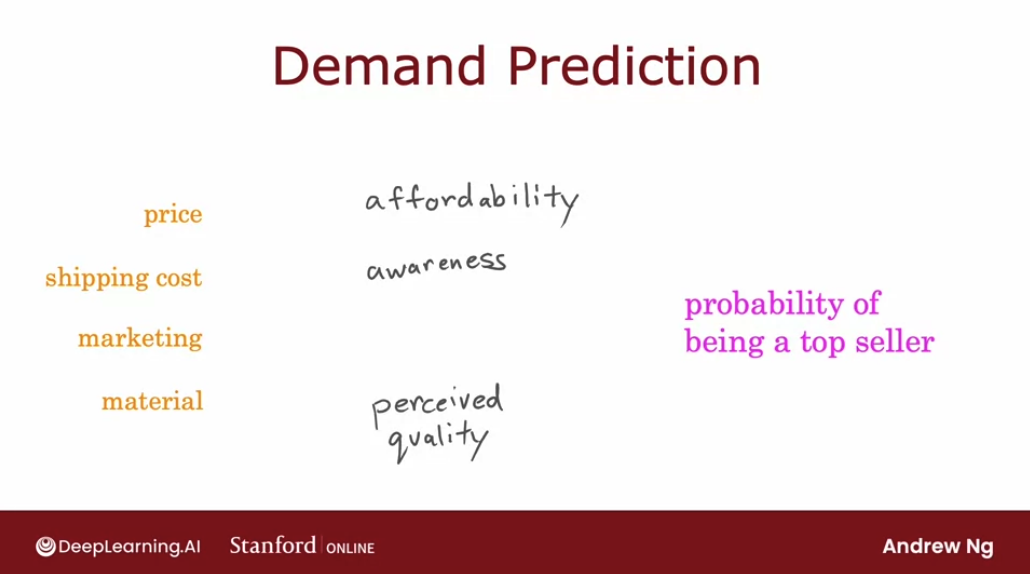 Demand Prediction
price
shipping cost
marketing
material
affordability
awareness
perceived
quality
probability of
being a top seller
DeepLearning.AI
Stanford ONLINE
Andrew Ng